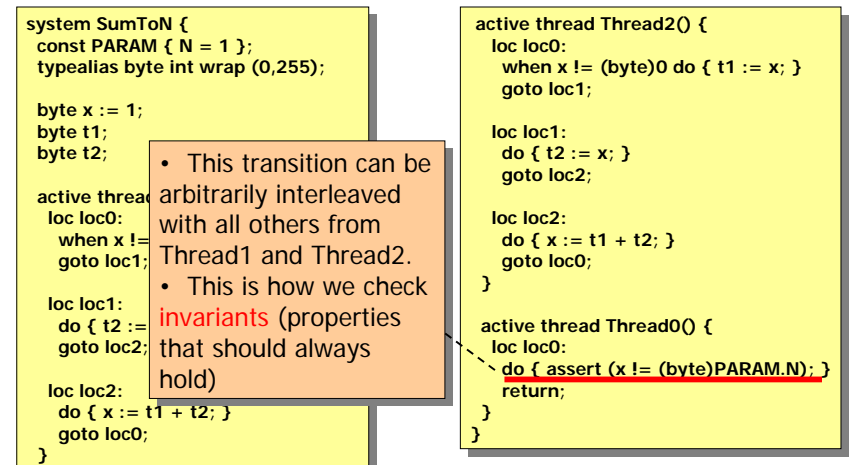 system SumToN {
const PARAM { N = 1 };
typealias byte int wrap (0,255);
byte x := 1;
byte t1;
byte t2;
active thread
loc loc0:
when x !=
goto loc1;
loc loc1:
do { t2 :=
goto loc2;
loc loc2:
do { x := t1 + t2; }
goto loc0;
}
• This transition can be
arbitrarily interleaved
with all others from
Thread1 and Thread2.
• This is how we check
invariants (properties
that should always
hold)
active thread Thread2() {
loc loc0:
when x != (byte)0 do { t1 := x; }
goto loc1;
loc loc1:
do { t2 := x; }
goto loc2;
loc loc2:
do { x := t1 + t2; }
goto loc0;
}
active thread Thread0() {
loc loc0:
do { assert (x != (byte)PARAM.N); }
return;
}
}